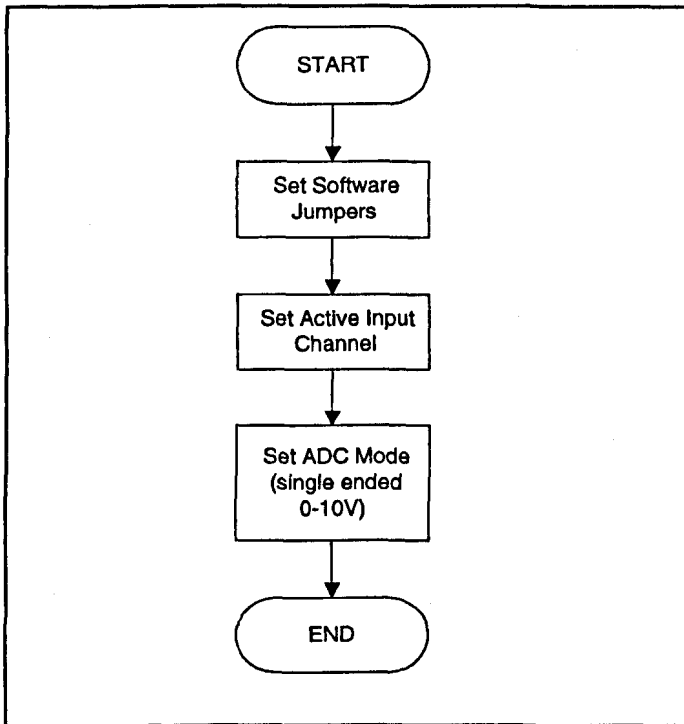 START
Set Software
Jumpers
Set Active Input
Channel
Set ADC Mode
(single ended
0-10V)
END